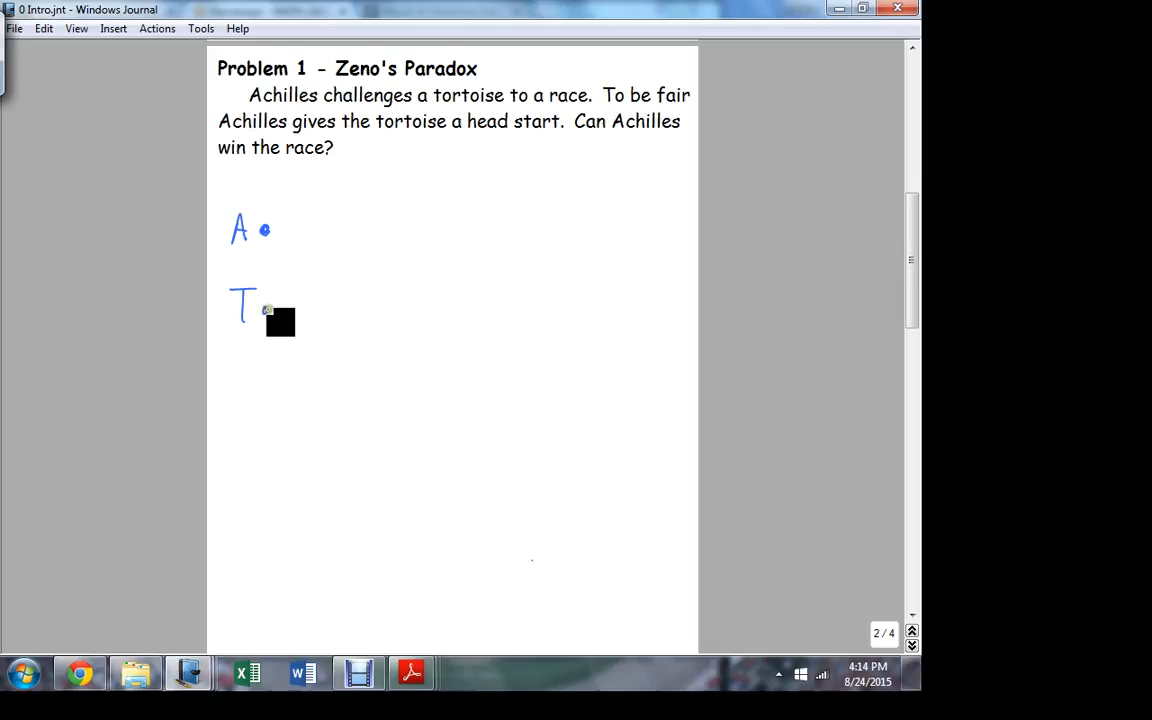 0 Intro.jnt - Windows Journal
File Edit View Insert Actions Tools Help
Problem 1 - Zeno's Paradox
Achilles challenges a tortoise to a race. To be fair
Achilles gives the tortoise a head start. Can Achilles
win the race?
A
T
2 / 4
4:14 PM
8/24/2015